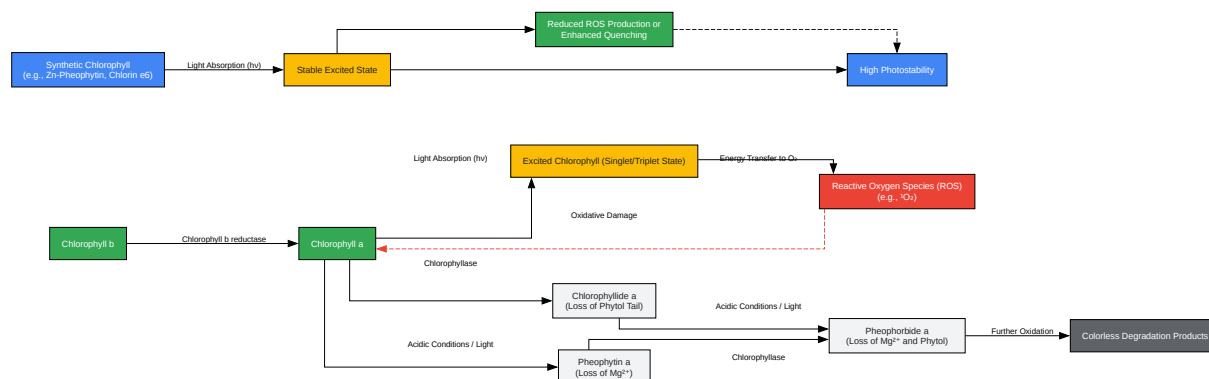 Reduced ROS Production or
Enhanced Quenching
Synthetic Chlorophyll
(e.g., Zn-Pheophytin, Chlorin e6)
Light Absorption (hν)
Stable Excited State
High Photostability
Light Absorption (hν)
Excited Chlorophyll (Singlet/Triplet State)
Energy Transfer to O₂
Reactive Oxygen Species (ROS)
(e.g., ¹O₂)
Oxidative Damage
Chlorophyll b
Chlorophyll b reductase
Chlorophyll a
Chlorophyllase
Chlorophyllide a
(Loss of Phytol Tail)
Acidic Conditions / Light
Pheophorbide a
(Loss of Mg²⁺ and Phytol)
Further Oxidation
Colorless Degradation Products
Acidic Conditions / Light
Pheophytin a
(Loss of Mg²⁺)
Chlorophyllase